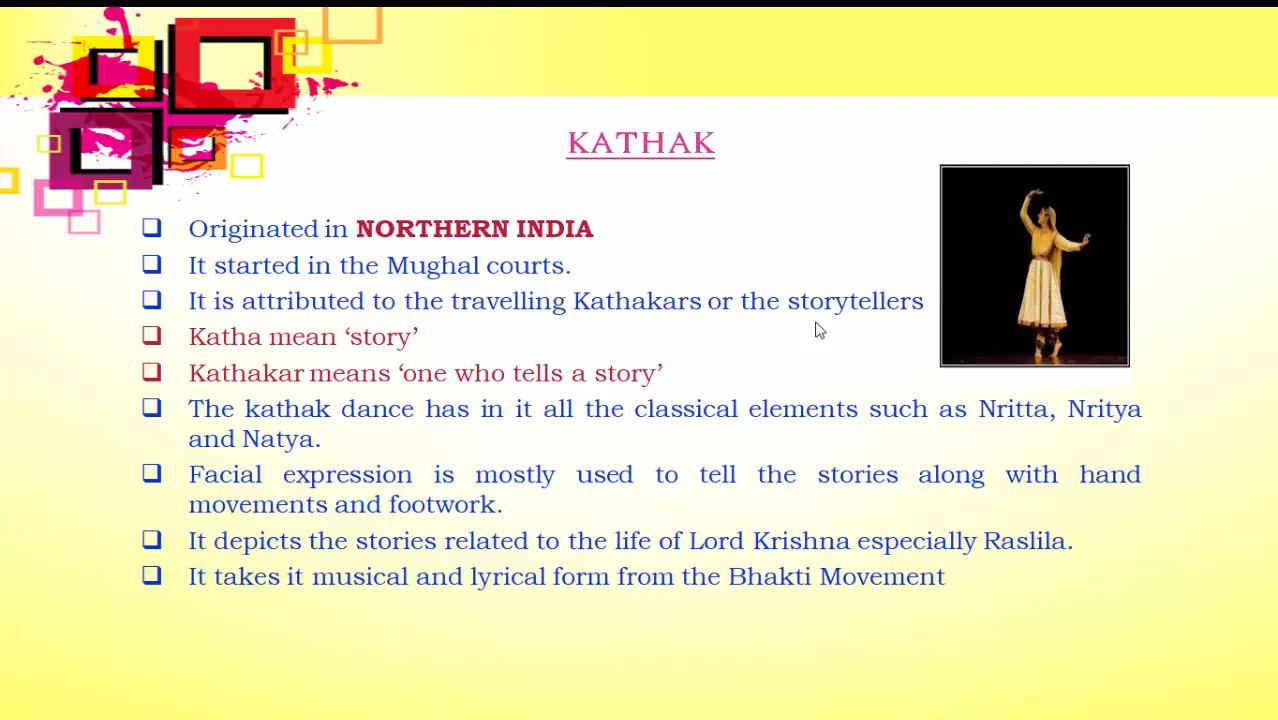 KATHAK
Originated in NORTHERN INDIA
It started in the Mughal courts.
It is attributed to the travelling Kathakars or the storytellers
Katha mean ‘story’
Kathakar means ‘one who tells a story’
The kathak dance has in it all the classical elements such as Nritta, Nritya
and Natya.
Facial expression is mostly used to tell the stories along with hand
movements and footwork.
It depicts the stories related to the life of Lord Krishna especially Raslila.
It takes it musical and lyrical form from the Bhakti Movement